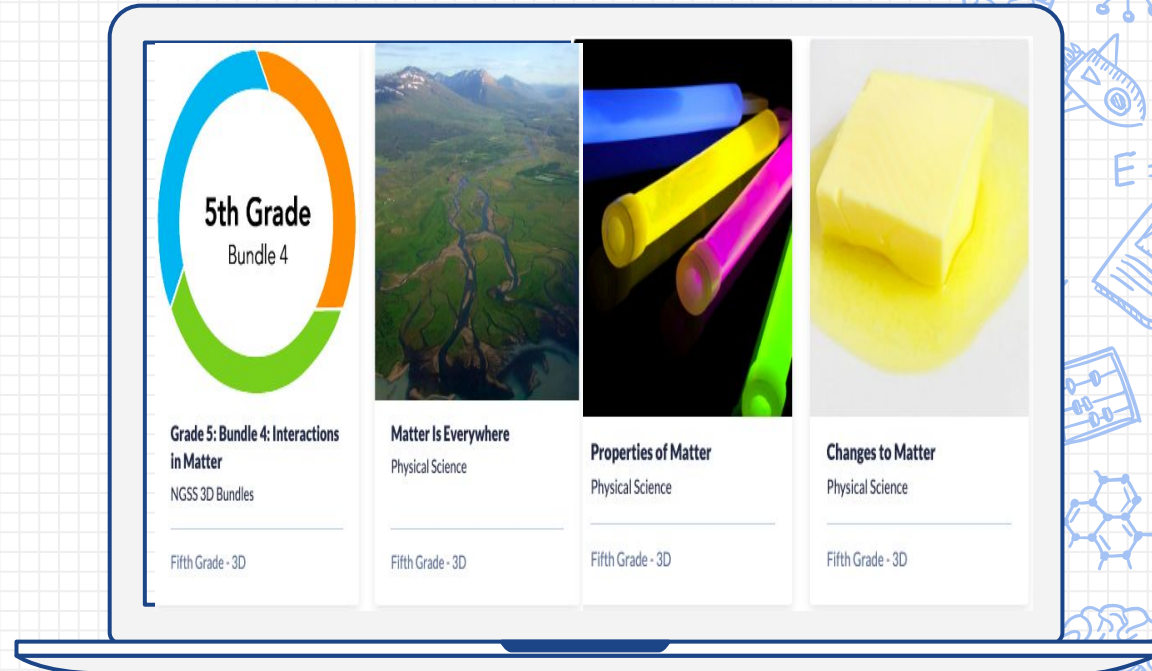 5th Grade
Bundle 4
Grade 5: Bundle 4: Interactions
in Matter
NGSS 3D Bundles
Fifth Grade - 3D
Matter Is Everywhere
Physical Science
Fifth Grade - 3D
Properties of Matter
Physical Science
Fifth Grade - 3D
Changes to Matter
Physical Science
Fifth Grade - 3D
E =